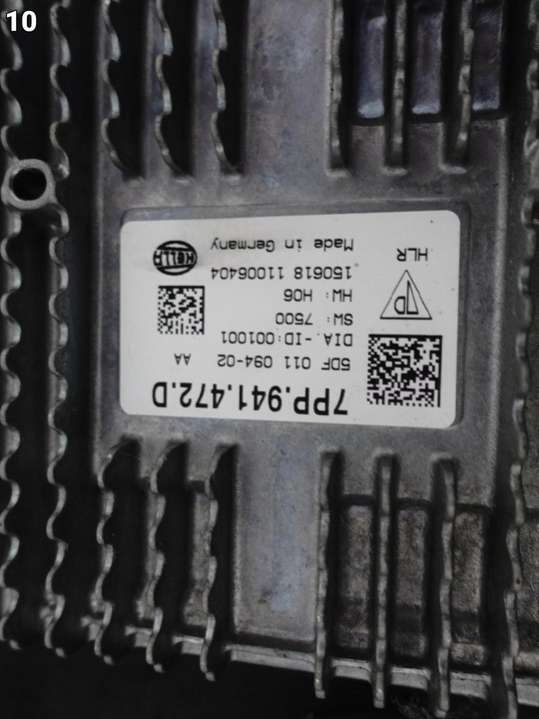 10
7PP.941.472.D
5DF 011 094-02 AA
DIA.-ID:001001
SW: 7500
HW: H06
150618 11006404
Made in Germany
HELLA
HLR